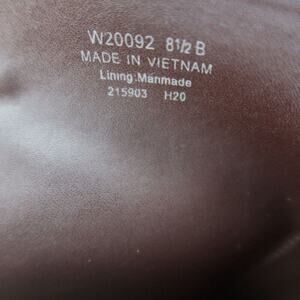 W20092 8½ B
MADE IN VIETNAM
Lining:Manmade
215903 H20